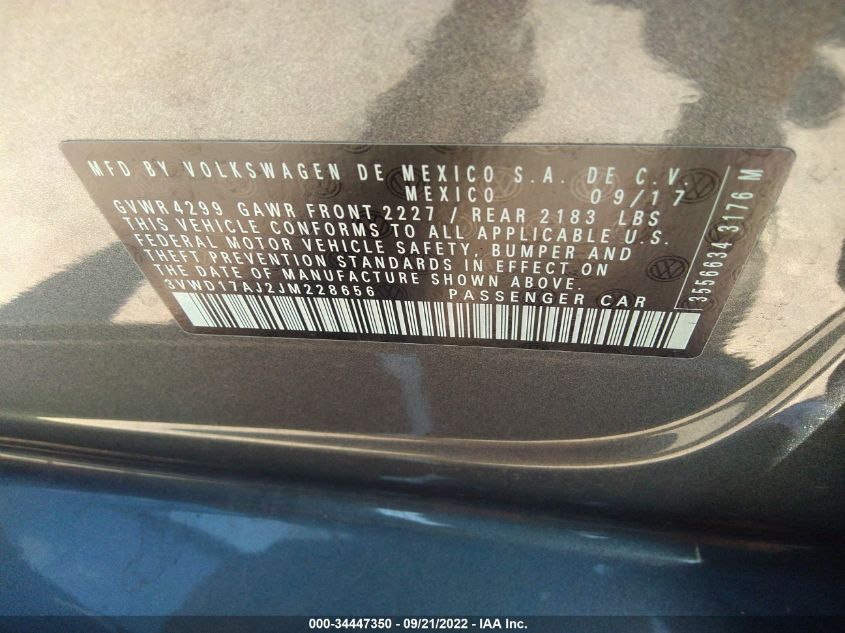 MFD BY VOLKSWAGEN DE MEXICO S.A. DE C.V.
MEXICO 09/17
GVWR 4299 GAWR FRONT 2227 / REAR 2183 LBS
THIS VEHICLE CONFORMS TO ALL APPLICABLE U.S.
FEDERAL MOTOR VEHICLE SAFETY, BUMPER AND
THEFT PREVENTION STANDARDS IN EFFECT ON
THE DATE OF MANUFACTURE SHOWN ABOVE.
3VWD17AJ2JM228656 PASSENGER CAR
3556634 3176 M
000-34447350 - 09/21/2022 - IAA Inc.